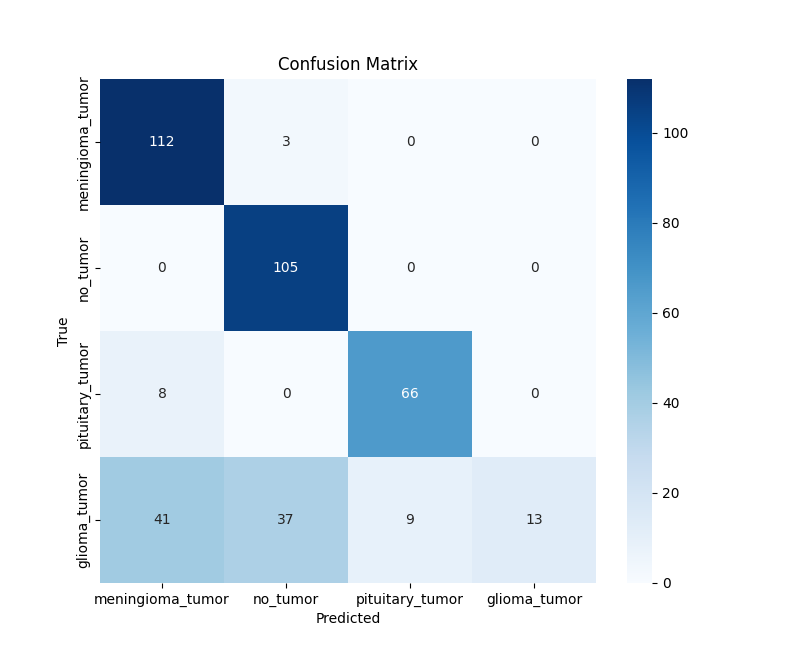 Confusion Matrix
True
meningioma_tumor
112 3 0 0
no_tumor
0 105 0 0
pituitary_tumor
8 0 66 0
glioma_tumor
41 37 9 13
meningioma_tumor no_tumor pituitary_tumor glioma_tumor
Predicted
100
80
60
40
20
0